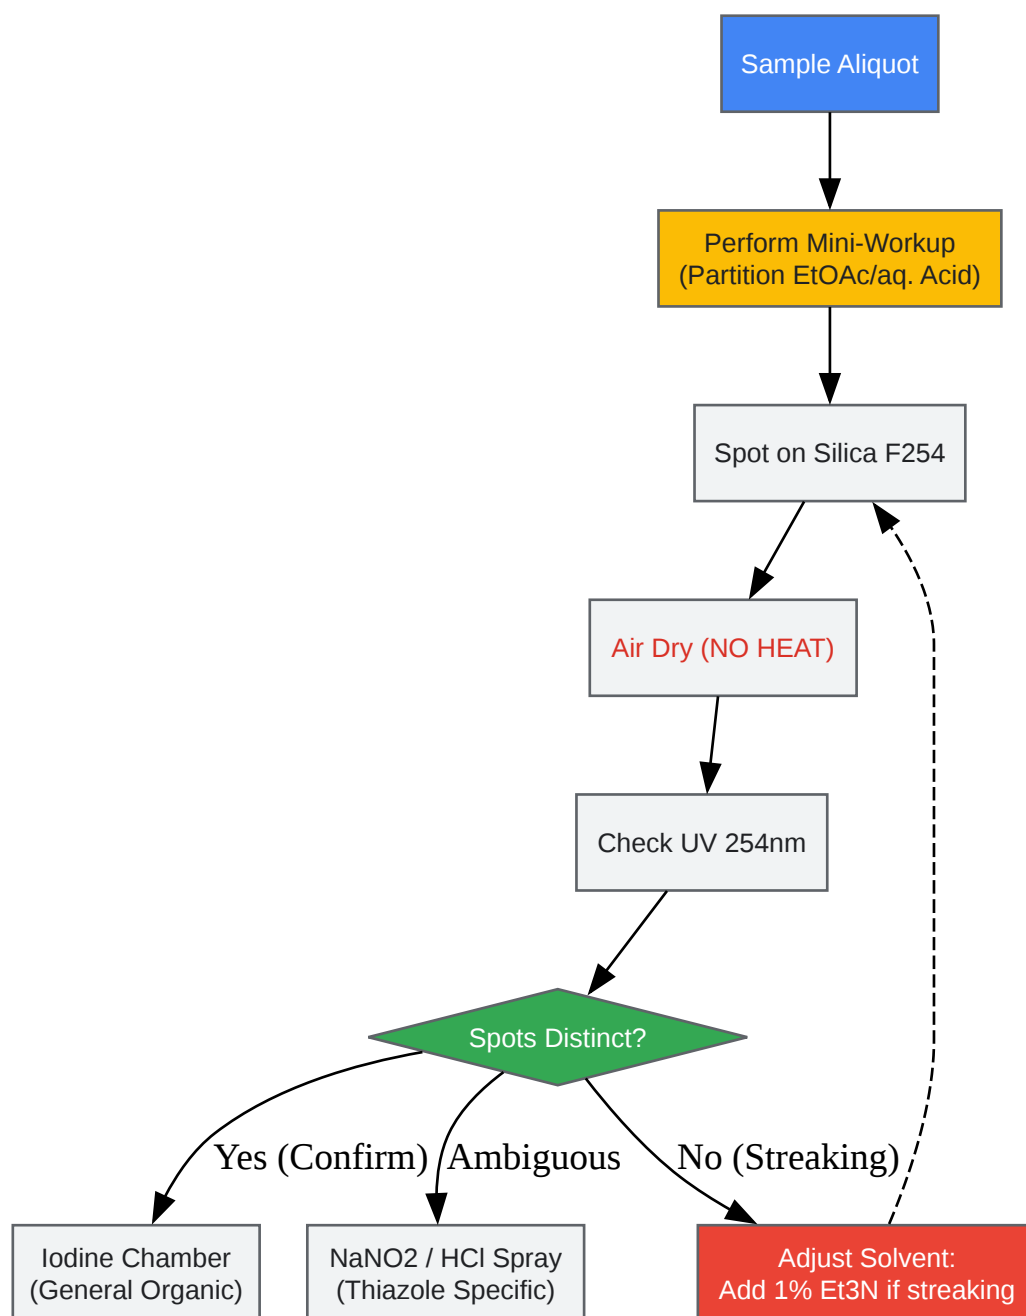 Sample Aliquot
Perform Mini-Workup
(Partition EtOAc/aq. Acid)
Spot on Silica F254
Air Dry (NO HEAT)
Check UV 254nm
Spots Distinct?
Yes (Confirm)
Ambiguous
No (Streaking)
Iodine Chamber
(General Organic)
NaNO2 / HCl Spray
(Thiazole Specific)
Adjust Solvent:
Add 1% Et3N if streaking